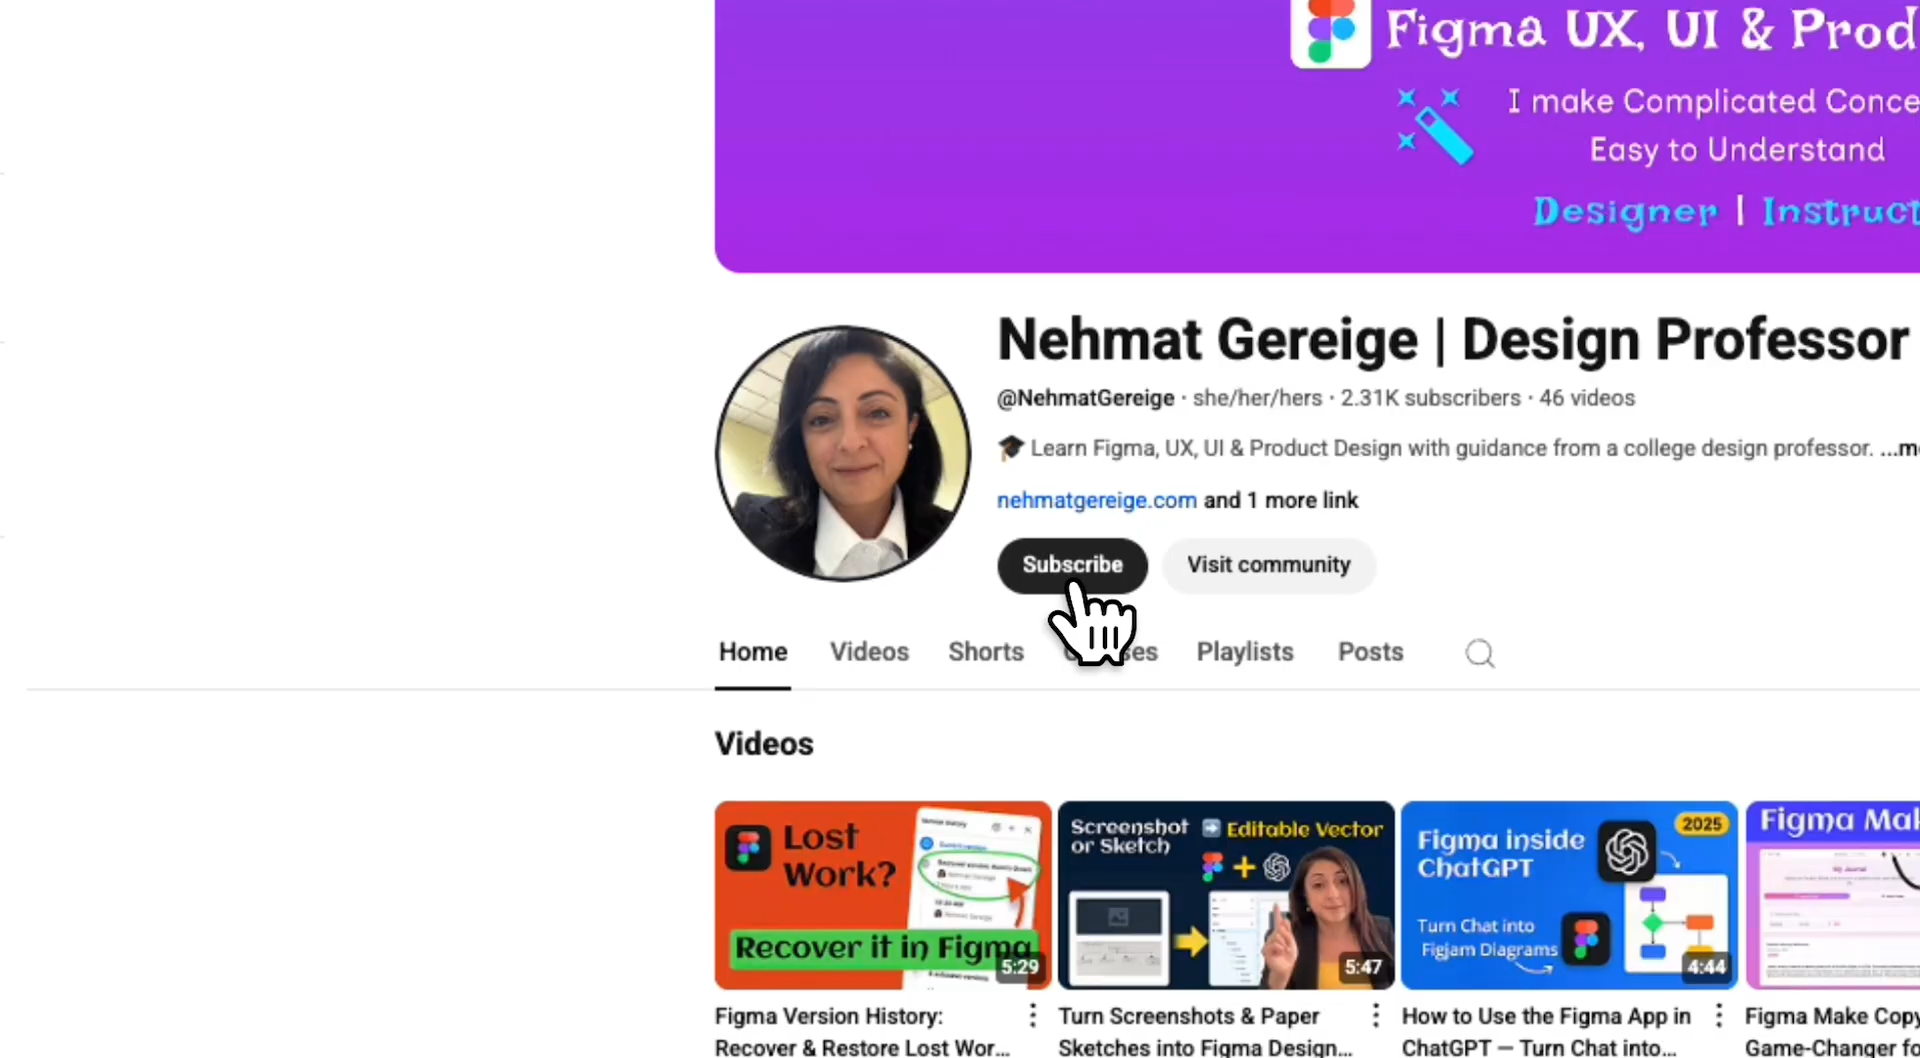 Figma UX, UI & Prod
I make Complicated Conce
Easy to Understand
Designer | Instruct
Nehmat Gereige | Design Professor
@NehmatGereige · she/her/hers · 2.31K subscribers · 46 videos
🎓 Learn Figma, UX, UI & Product Design with guidance from a college design professor. ...m
nehmatgereige.com and 1 more link
Subscribe
Visit community
Home
Videos
Shorts
Playlists
Posts
Videos
Lost
Work?
Recover it in Figma
5:29
Screenshot
or Sketch
Editable Vector
5:47
Figma inside
ChatGPT
2025
Turn Chat into
Figjam Diagrams
4:44
Figma Mak
Figma Version History:
Recover & Restore Lost Wor...
Turn Screenshots & Paper
Sketches into Figma Design...
How to Use the Figma App in
ChatGPT — Turn Chat into...
Figma Make Copy
Game-Changer fo